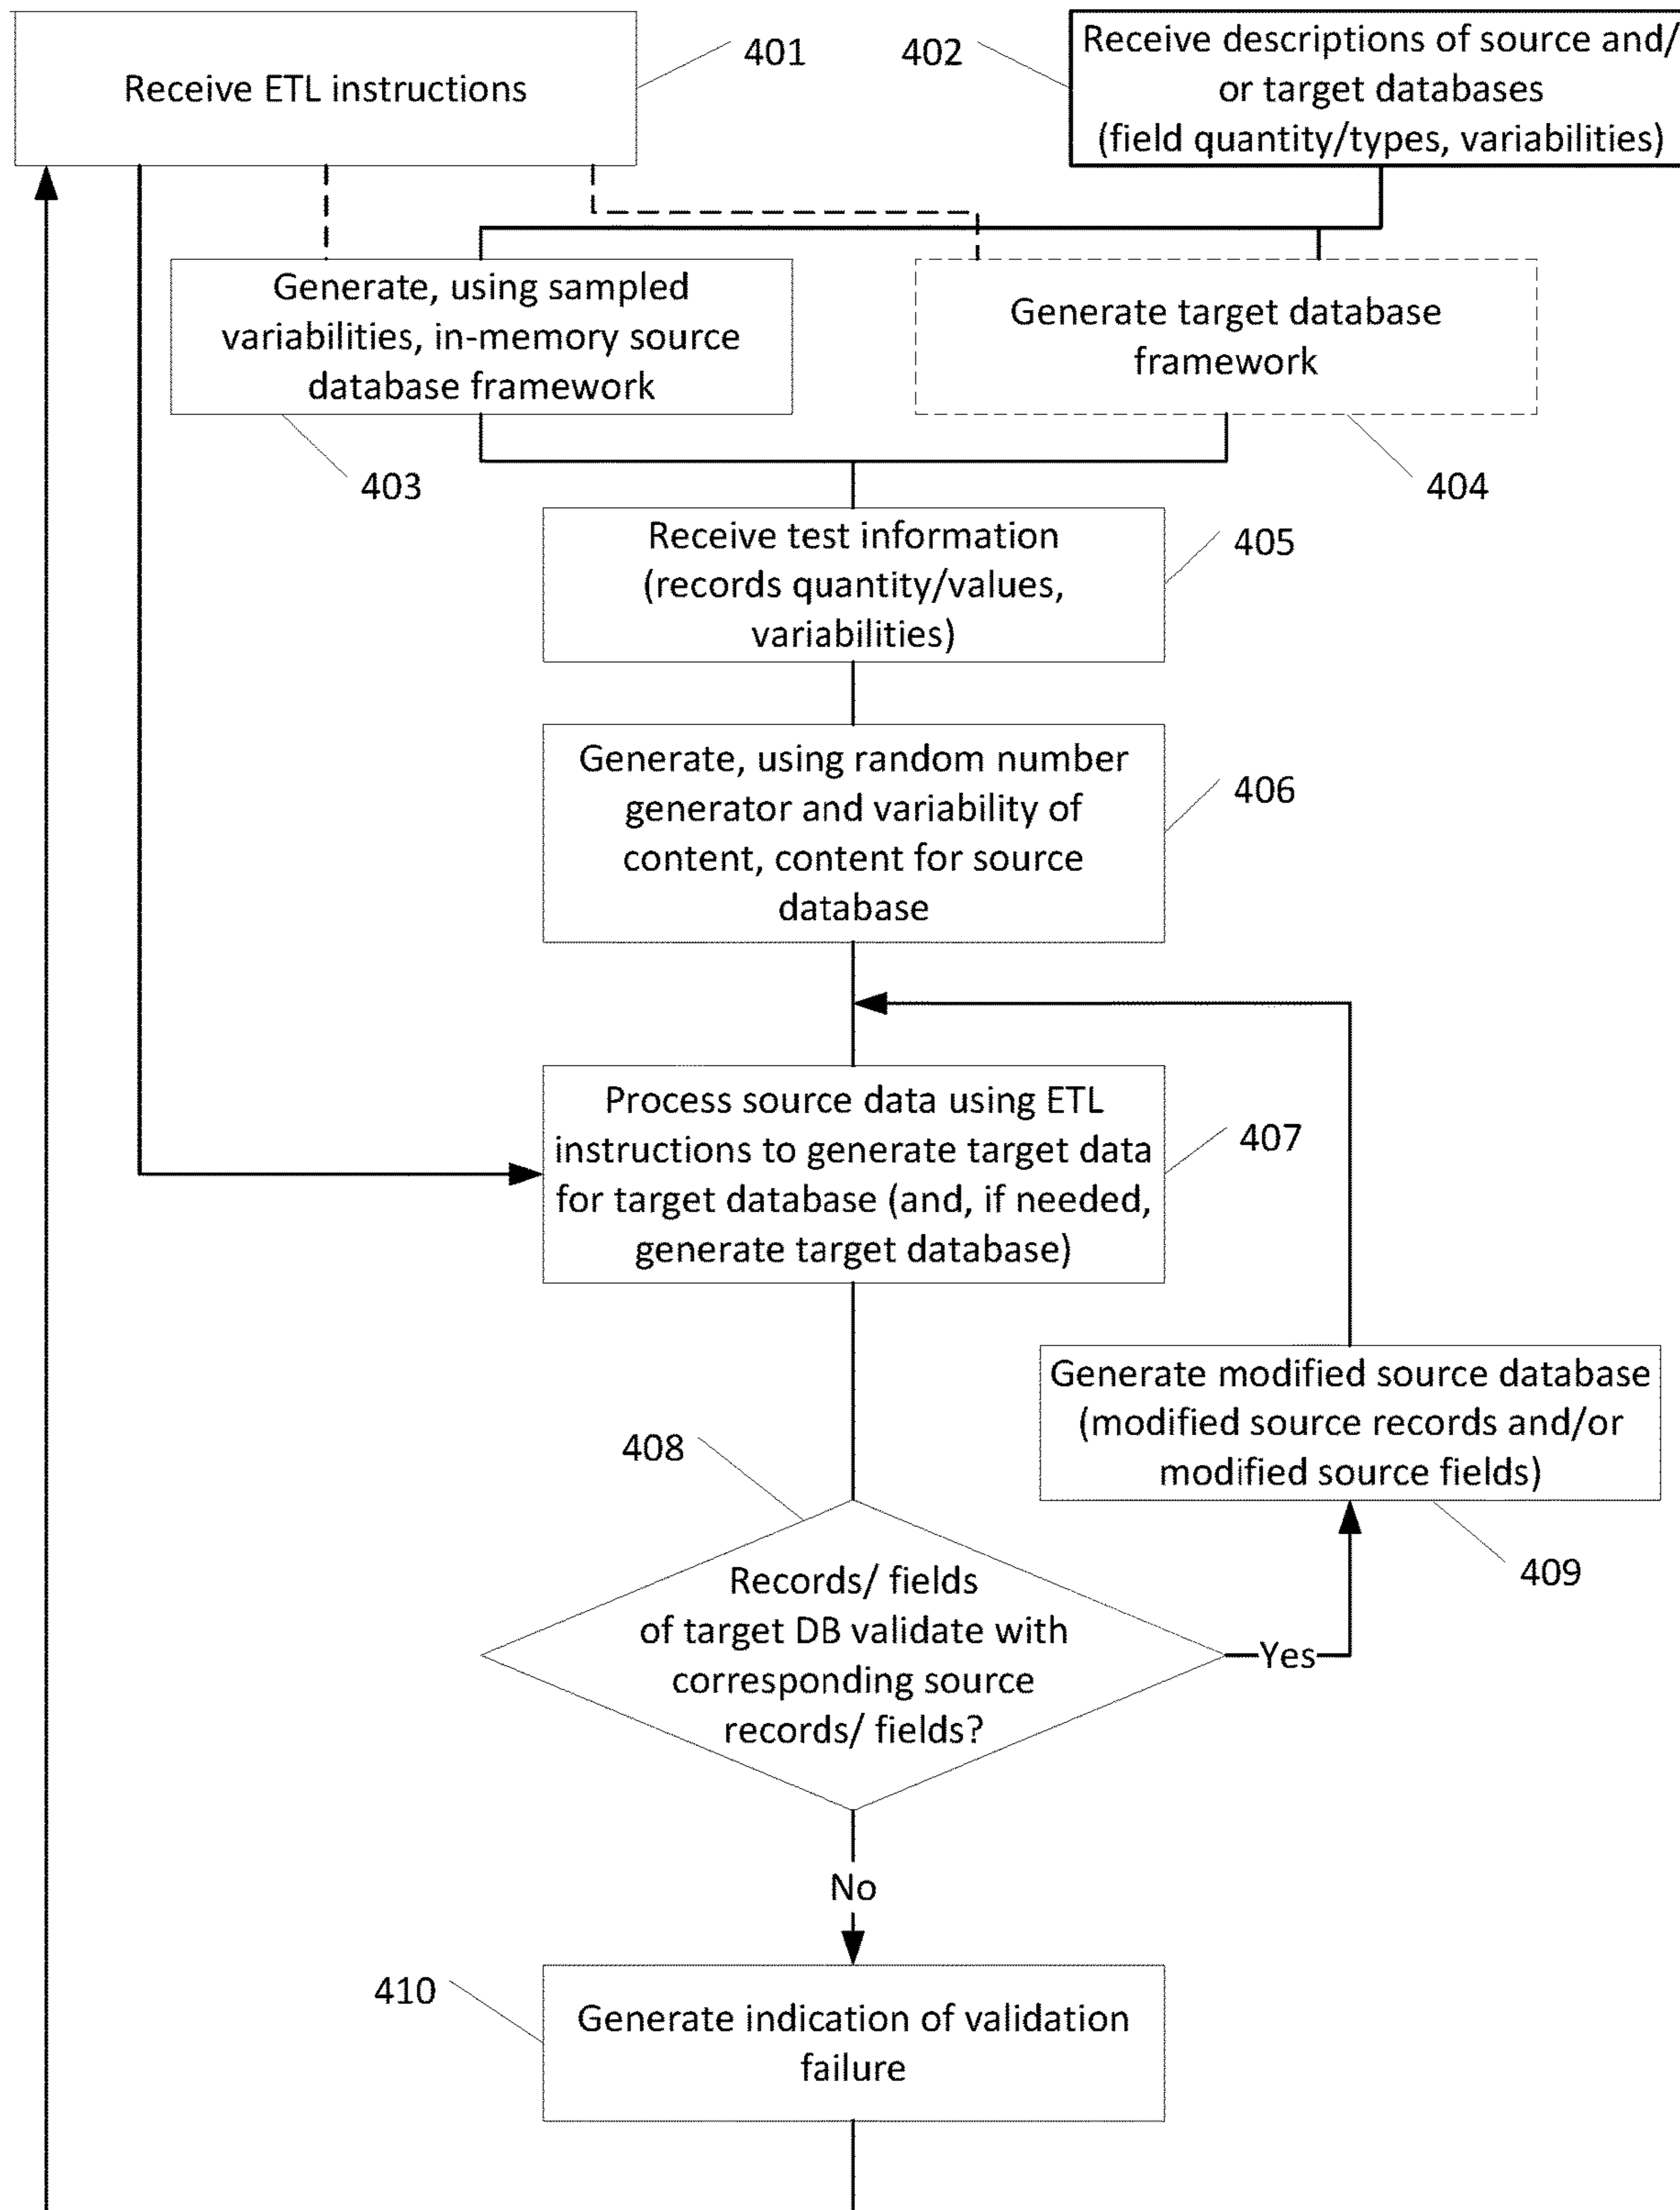 Receive ETL instructions
401
402
Receive descriptions of source and/
or target databases
(field quantity/types, variabilities)
Generate, using sampled
variabilities, in-memory source
database framework
403
Generate target database
framework
404
Receive test information
(records quantity/values,
variabilities)
405
Generate, using random number
generator and variability of
content, content for source
database
406
Process source data using ETL
instructions to generate target data
for target database (and, if needed,
generate target database)
407
Generate modified source database
(modified source records and/or
modified source fields)
409
408
Records/ fields
of target DB validate with
corresponding source
records/ fields?
Yes
No
410
Generate indication of validation
failure